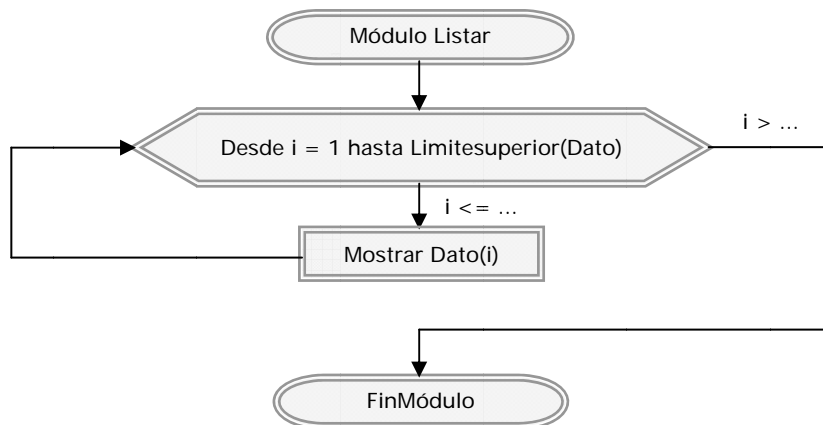 Módulo Listar
i > ...
Desde i = 1 hasta Limitesuperior(Dato)
i <= ...
Mostrar Dato(i)
FinMódulo